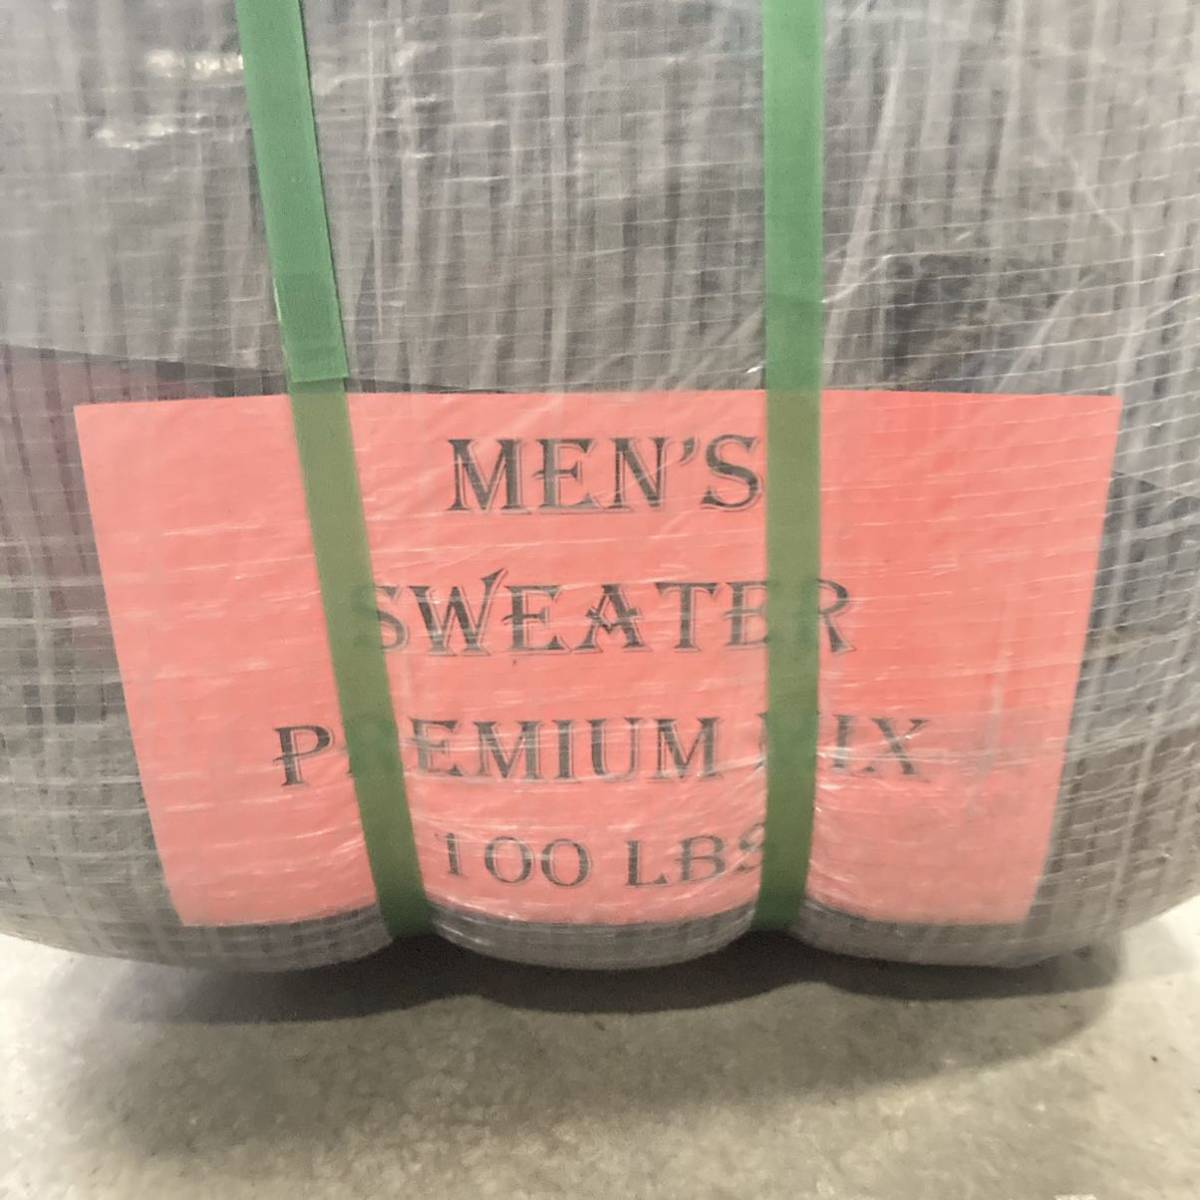 MEN'S
SWEATER
PREMIUM MIX
100 LBS